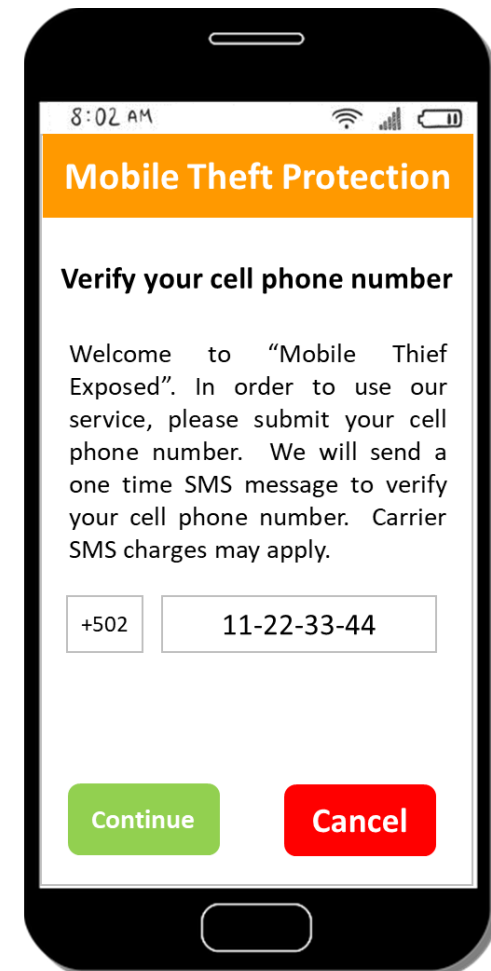 8:02 AM
Mobile Theft Protection
Verify your cell phone number
Welcome to “Mobile Thief
Exposed”. In order to use our
service, please submit your cell
phone number. We will send a
one time SMS message to verify
your cell phone number. Carrier
SMS charges may apply.
+502 11-22-33-44
Continue Cancel